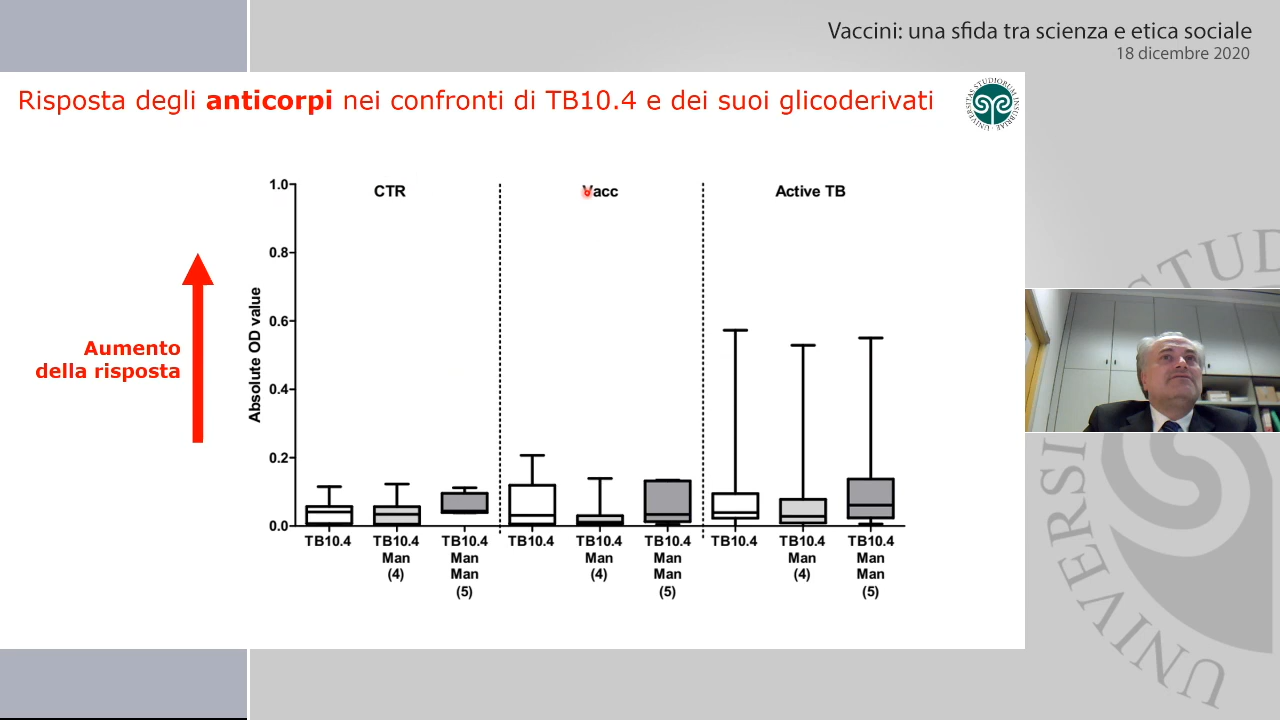 Vaccini: una sfida tra scienza e etica sociale
18 dicembre 2020
Risposta degli anticorpi nei confronti di TB10.4 e dei suoi glicoderivati
Aumento
della risposta
Absolute OD value
1.0
0.8
0.6
0.4
0.2
0.0
CTR
Vacc
Active TB
TB10.4
TB10.4
Man
(4)
TB10.4
Man
Man
(5)
TB10.4
TB10.4
Man
(4)
TB10.4
Man
Man
(5)
TB10.4
TB10.4
Man
(4)
TB10.4
Man
Man
(5)
STUD
UNIVERSI